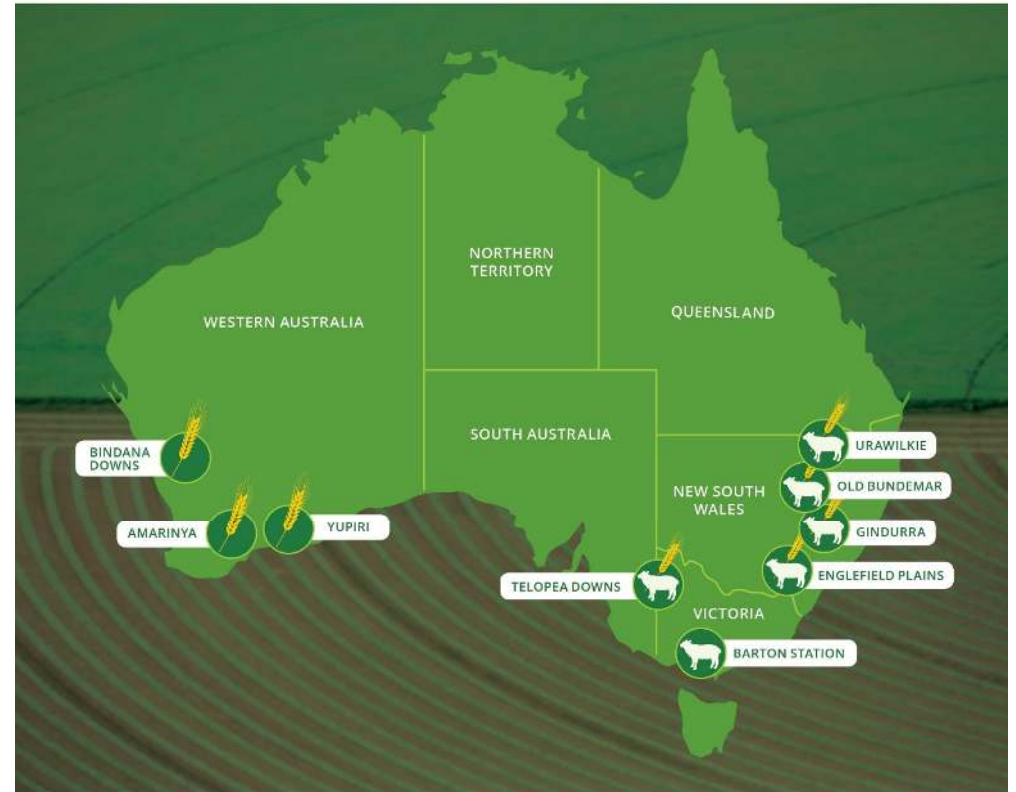 NORTHERN
TERRITORY
QUEENSLAND
WESTERN AUSTRALIA
SOUTH AUSTRALIA
BINDANA
DOWNS
URAWILKIE
OLD BUNDEMAR
NEW SOUTH
WALES
AMARINYA
YUPIRI
GINDURRA
TELOPEA DOWNS
ENGLEFIELD PLAINS
VICTORIA
BARTON STATION